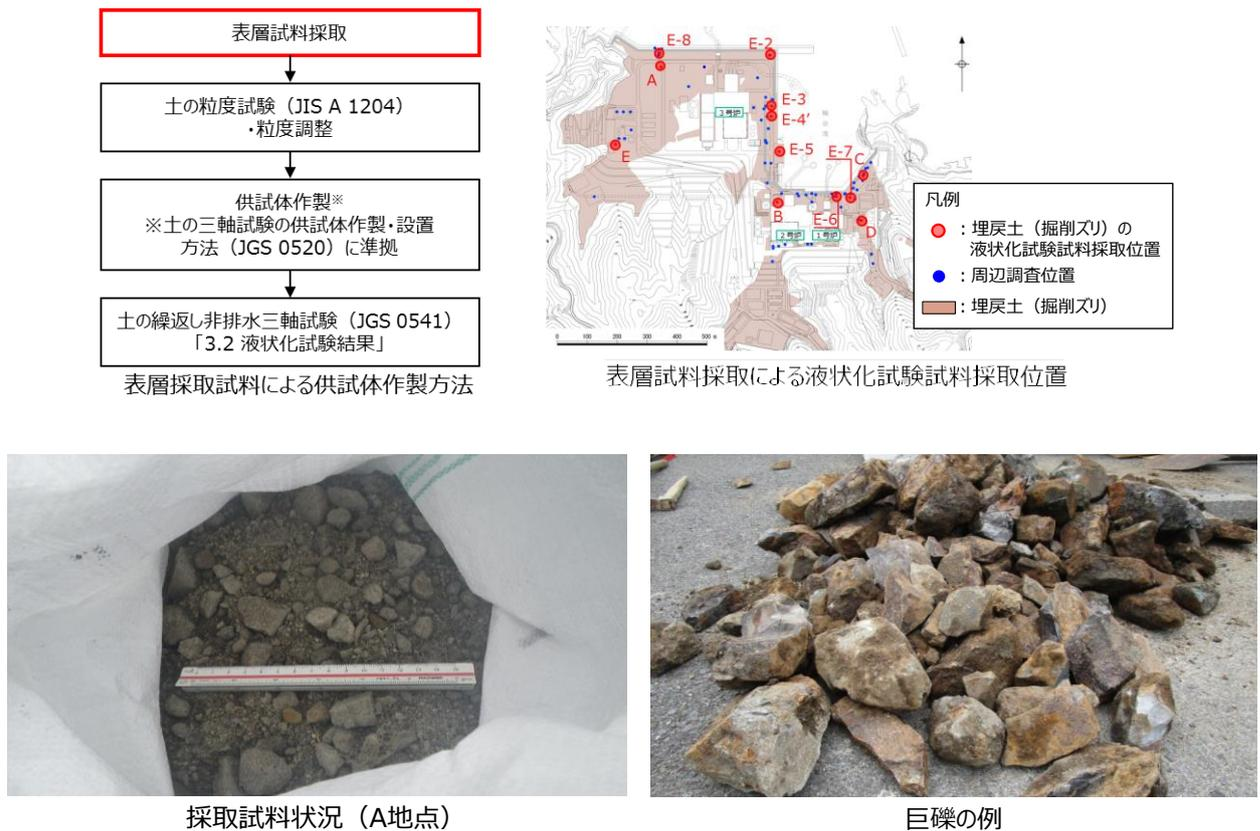 表層試料採取
土の粒度試験（JIS A 1204）
・粒度調整
供試体作製※
※土の三軸試験の供試体作製・設置
方法（JGS 0520）に準拠
土の繰返し非排水三軸試験（JGS 0541）
「3.2 液状化試験結果」
表層採取試料による供試体作製方法
E-8
E-2
A
E-3
3号炉
E-4'
E-5
E-7
C
E
B
E-6
D
2号炉
1号炉
0 100 200 300 400 500 m
凡例
：埋戻土（掘削ズリ）の
液状化試験試料採取位置
：周辺調査位置
：埋戻土（掘削ズリ）
表層試料採取による液状化試験試料採取位置
採取試料状況（A地点）
巨礫の例